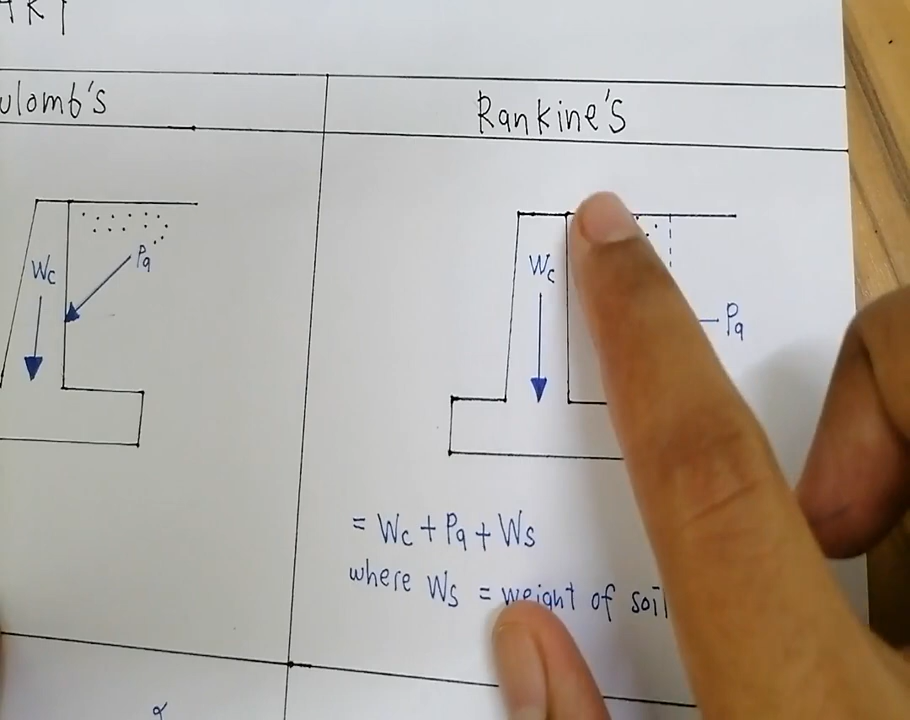 ulomb's
Rankine's
Wc
Pa
Wc
Pa
= Wc + Pa + Ws
where Ws = weight of soil
α